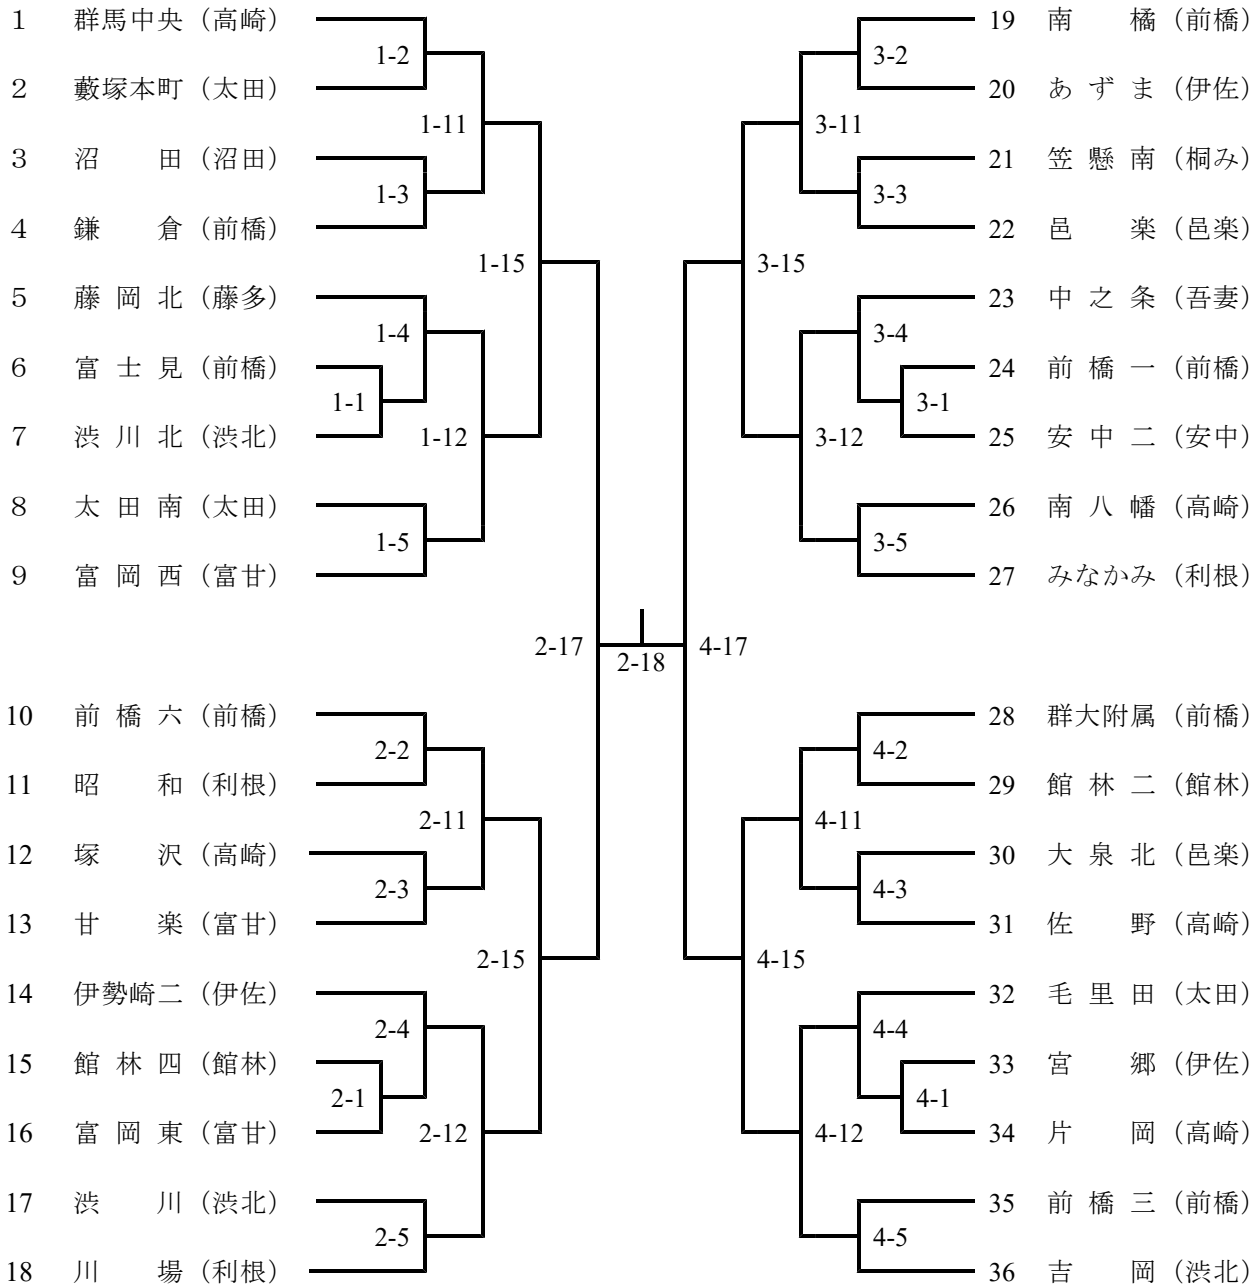 1 群馬中央 （高崎）
1-2
2 藪塚本町 （太田）
1-11
3 沼田 （沼田）
1-3
4 鎌倉 （前橋）
1-15
5 藤岡北 （藤多）
1-4
6 富士見 （前橋）
1-1
7 渋川北 （渋北）
1-12
8 太田南 （太田）
1-5
9 富岡西 （富甘）
2-17
10 前橋六 （前橋）
2-2
11 昭和 （利根）
2-11
12 塚沢 （高崎）
2-3
13 甘楽 （富甘）
2-15
14 伊勢崎二 （伊佐）
2-4
15 館林四 （館林）
2-1
16 富岡東 （富甘）
2-12
17 渋川 （渋北）
2-5
18 川場 （利根）
2-18
19 南橘 （前橋）
3-2
20 あずま （伊佐）
3-11
21 笠懸南 （桐み）
3-3
22 邑楽 （邑楽）
3-15
23 中之条 （吾妻）
3-4
24 前橋一 （前橋）
3-1
25 安中二 （安中）
3-12
26 南八幡 （高崎）
3-5
27 みなかみ （利根）
4-17
28 群大附属 （前橋）
4-2
29 館林二 （館林）
4-11
30 大泉北 （邑楽）
4-3
31 佐野 （高崎）
4-15
32 毛里田 （太田）
4-4
33 宮郷 （伊佐）
4-1
34 片岡 （高崎）
4-12
35 前橋三 （前橋）
4-5
36 吉岡 （渋北）